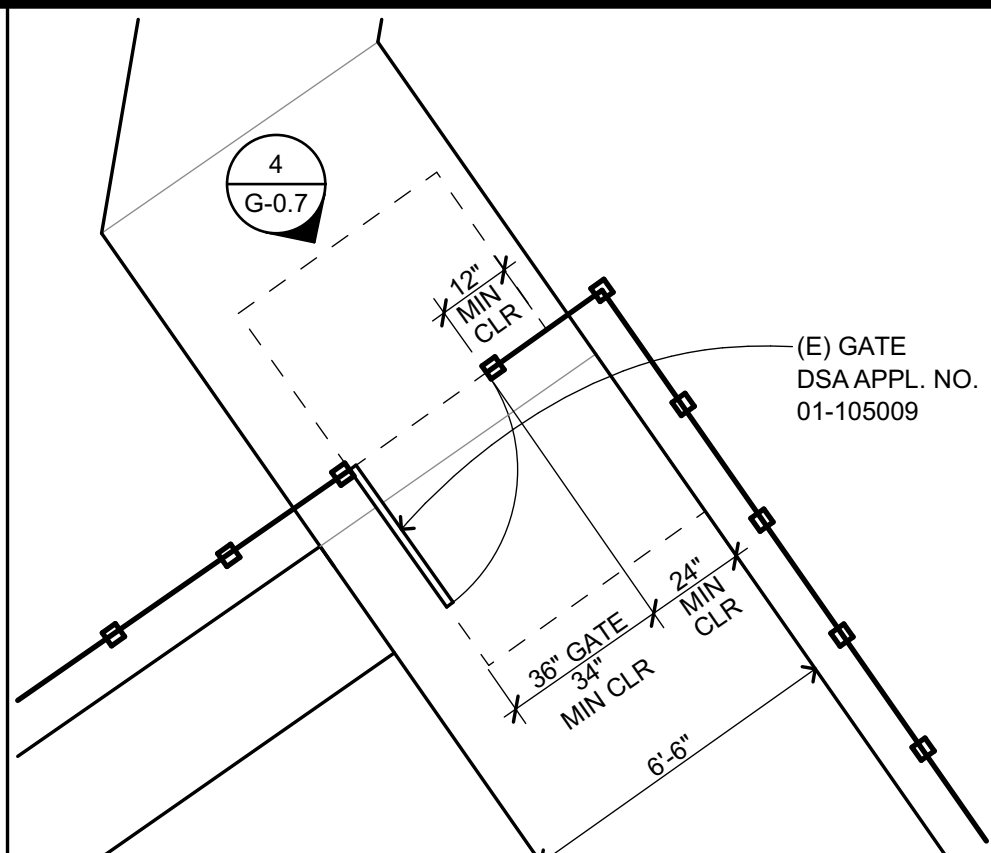 4
G-0.7
12"
MIN
CLR
(E) GATE
DSA APPL. NO.
01-105009
24"
MIN
CLR
36" GATE
34"
MIN CLR
6'-6"